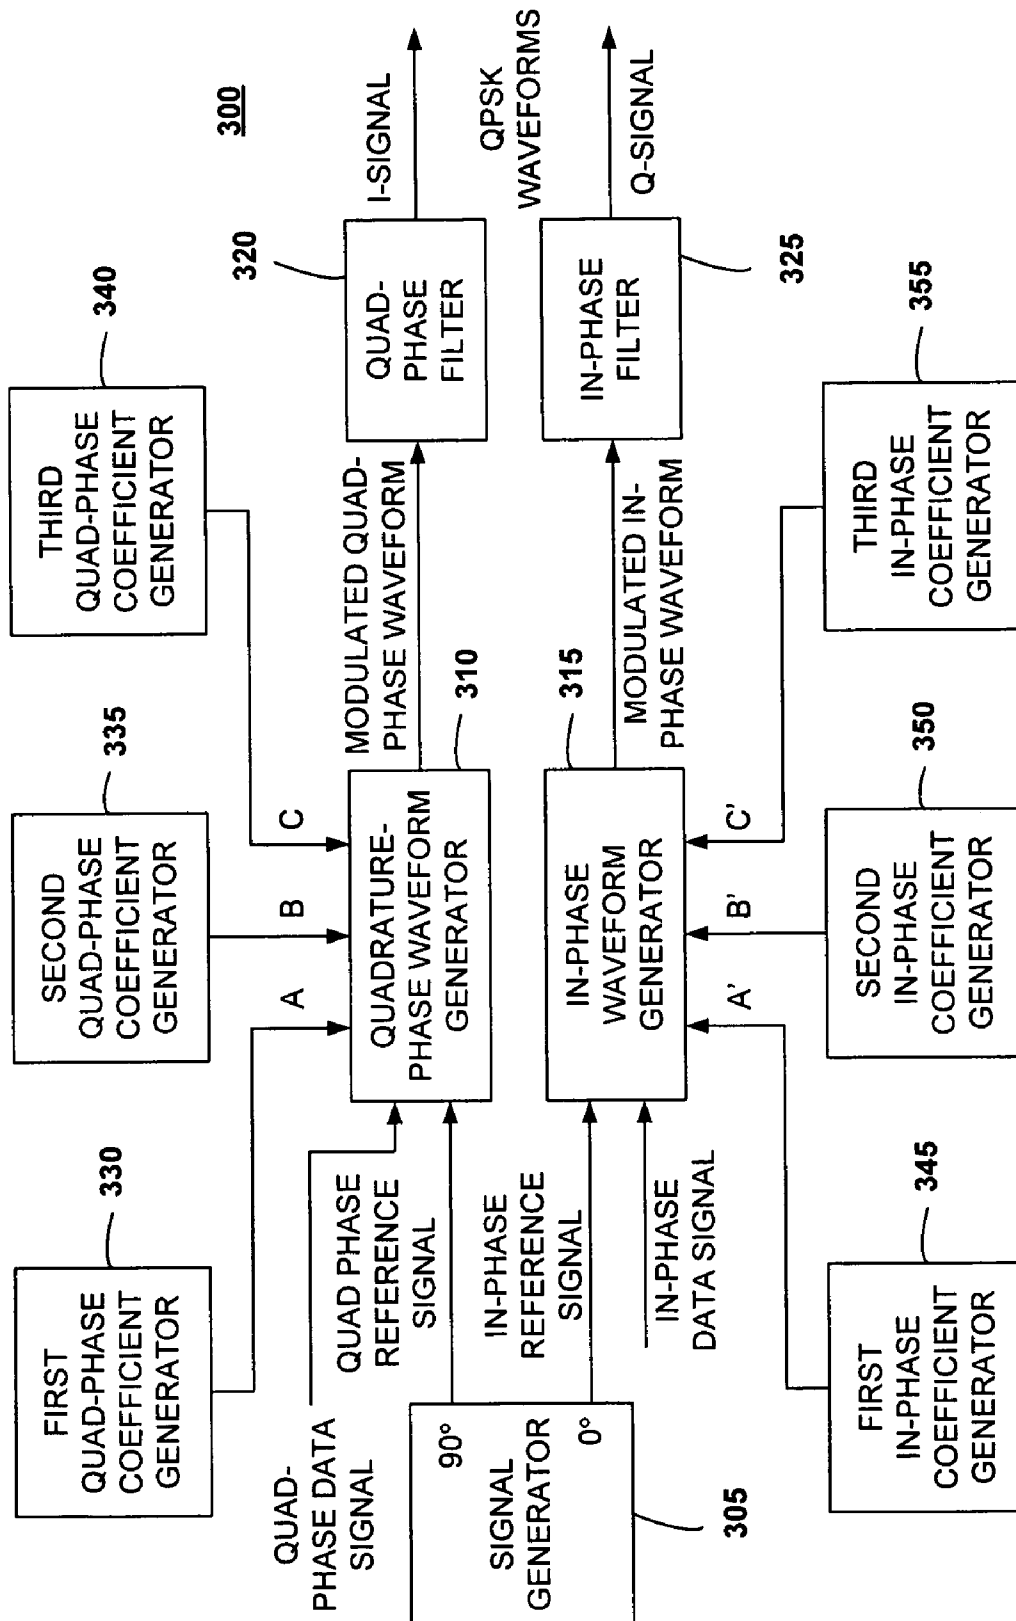 300
FIRST
QUAD-PHASE
COEFFICIENT
GENERATOR
330
SECOND
QUAD-PHASE
COEFFICIENT
GENERATOR
335
THIRD
QUAD-PHASE
COEFFICIENT
GENERATOR
340
A
B
C
QUAD-
PHASE DATA
SIGNAL
QUAD PHASE
REFERENCE
SIGNAL
QUADRATURE-
PHASE WAVEFORM
GENERATOR
310
MODULATED QUAD-
PHASE WAVEFORM
QUAD-
PHASE
FILTER
320
I-SIGNAL
SIGNAL
GENERATOR
90°
0°
305
IN-PHASE
REFERENCE
SIGNAL
IN-PHASE
DATA SIGNAL
IN-PHASE
WAVEFORM
GENERATOR
315
MODULATED IN-
PHASE WAVEFORM
IN-PHASE
FILTER
325
QPSK
WAVEFORMS
Q-SIGNAL
A'
B'
C'
FIRST
IN-PHASE
COEFFICIENT
GENERATOR
345
SECOND
IN-PHASE
COEFFICIENT
GENERATOR
350
THIRD
IN-PHASE
COEFFICIENT
GENERATOR
355